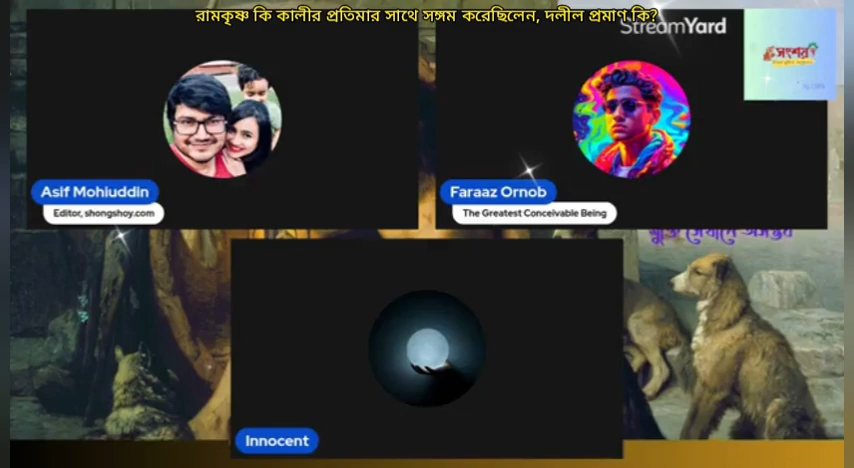 রামকৃষ্ণ কি কালীর প্রতিমার সাথে সঙ্গম করেছিলেন, দলীল প্রমাণ কি?
StreamYard
সংশয়
Asif Mohiuddin
Editor, shongshoy.com
Faraaz Ornob
The Greatest Conceivable Being
Innocent